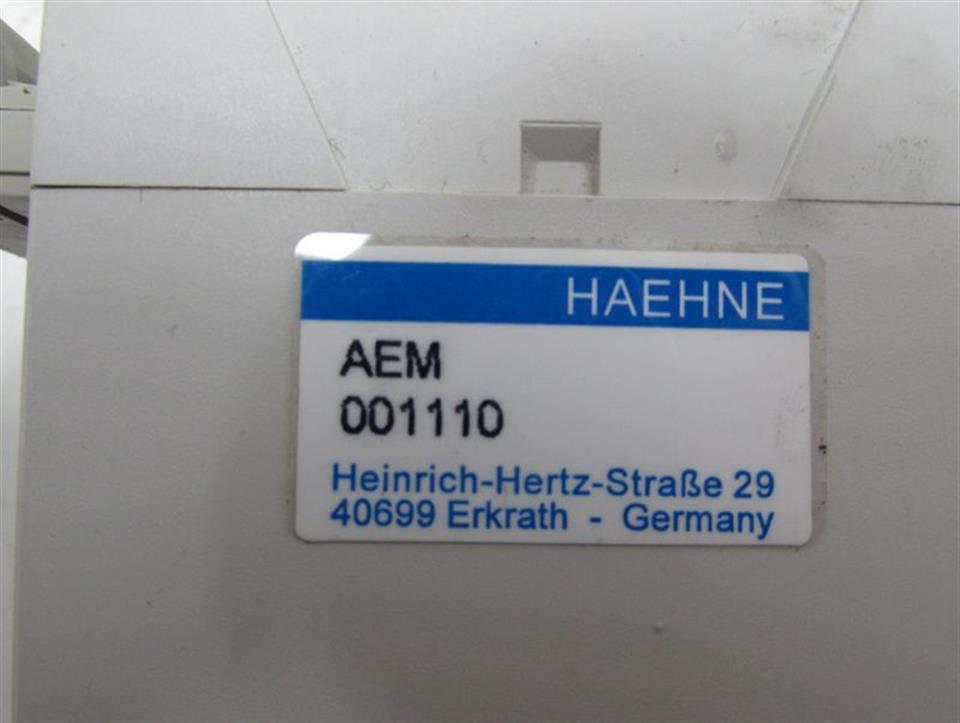 HAEHNE
AEM
001110
Heinrich-Hertz-Straße 29
40699 Erkrath - Germany